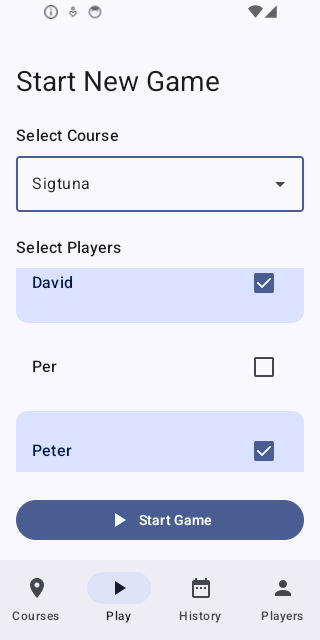 Start New Game
Select Course
Sigtuna
Select Players
David
Per
Peter
Start Game
Courses
Play
History
Players